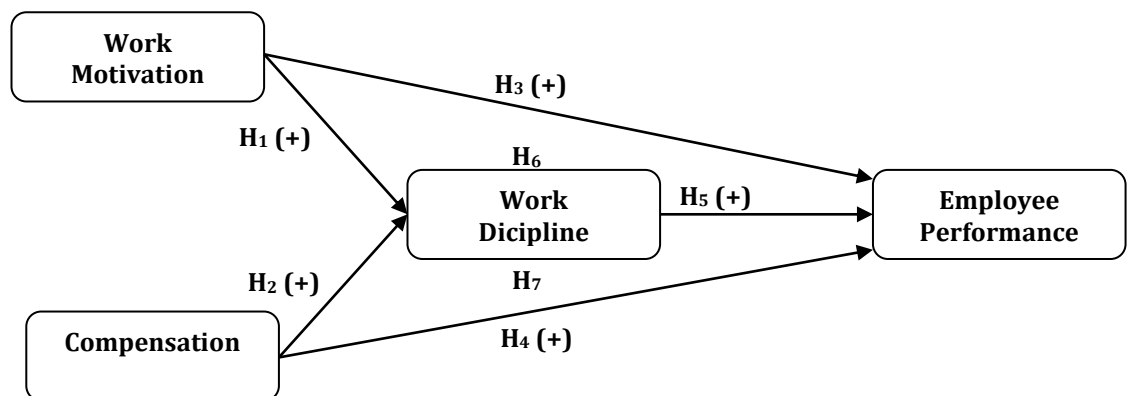 Work
Motivation
H₃ (+)
H₁ (+)
H₆
Work
Dicipline
H₅ (+)
Employee
Performance
H₂ (+)
H₇
Compensation
H₄ (+)